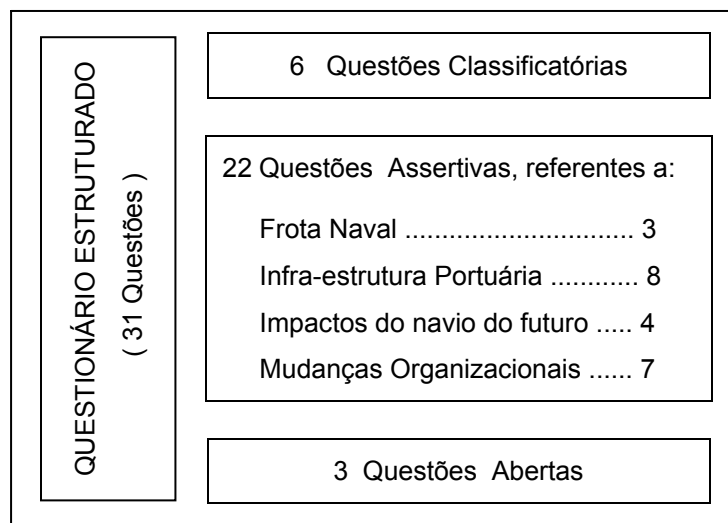 QUESTIONÁRIO ESTRUTURADO
( 31 Questões )
6 Questões Classificatórias
22 Questões Assertivas, referentes a:
Frota Naval .............................. 3
Infra-estrutura Portuária ............ 8
Impactos do navio do futuro ..... 4
Mudanças Organizacionais ...... 7
3 Questões Abertas